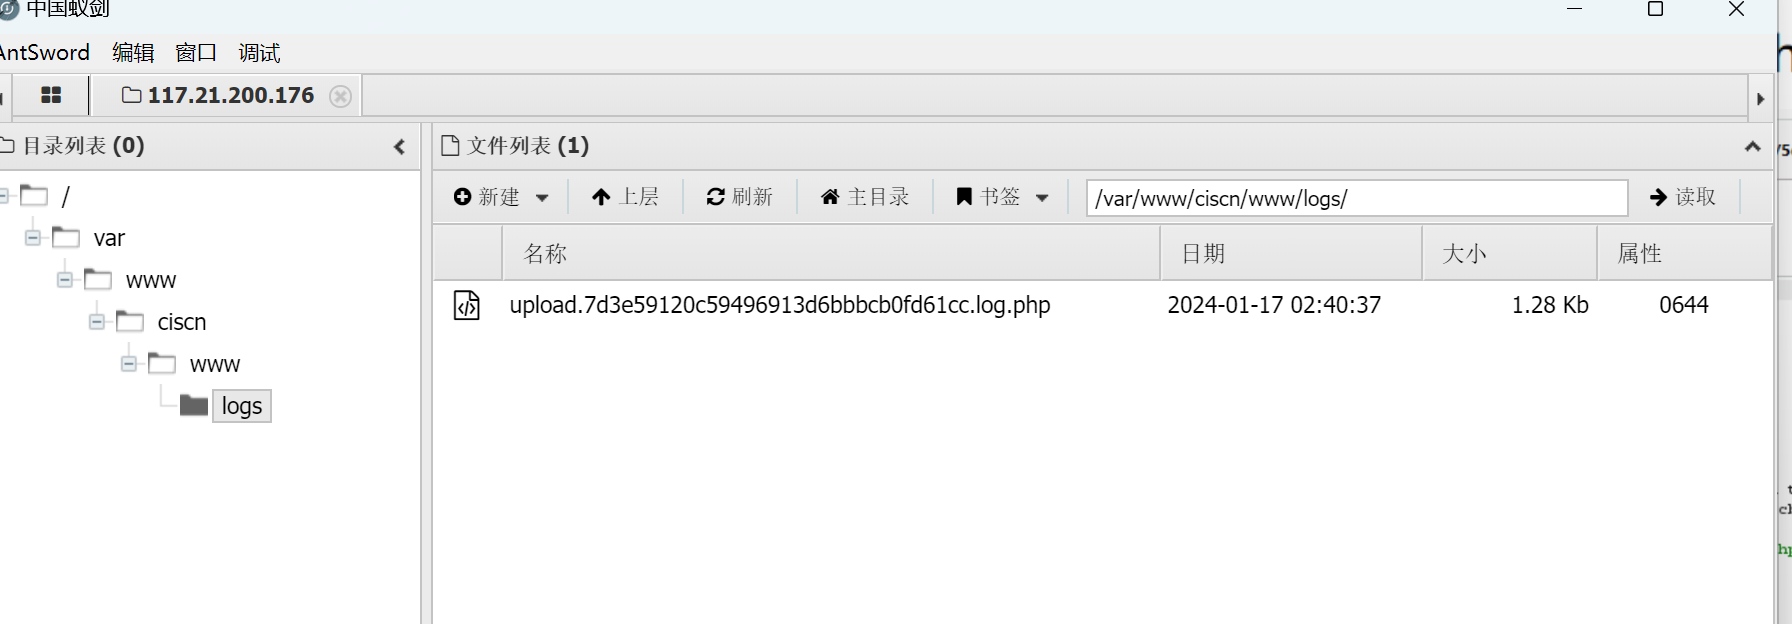 中国蚁剑
AntSword 编辑 窗口 调试
117.21.200.176
目录列表 (0)
文件列表 (1)
新建 上层 刷新 主目录 书签 /var/www/ciscn/www/logs/ 读取
名称 日期 大小 属性
upload.7d3e59120c59496913d6bbbcb0fd61cc.log.php 2024-01-17 02:40:37 1.28 Kb 0644
/
var
www
ciscn
www
logs